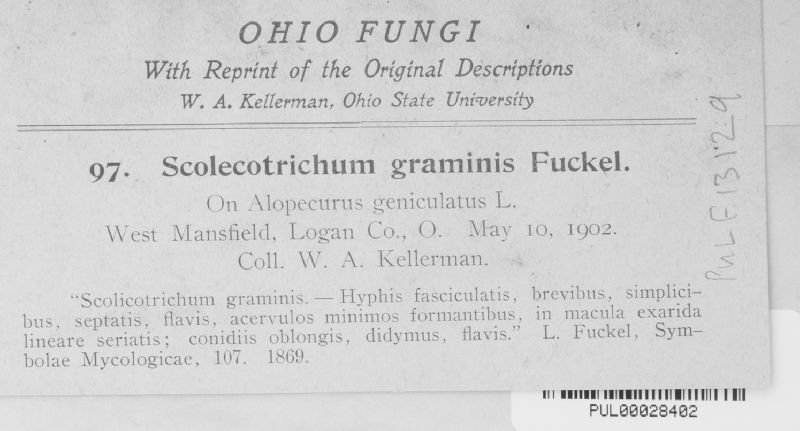 OHIO FUNGI
With Reprint of the Original Descriptions
W. A. Kellerman, Ohio State University
97. Scolecotrichum graminis Fuckel.
On Alopecurus geniculatus L.
West Mansfield, Logan Co., O. May 10, 1902.
Coll. W. A. Kellerman.
"Scolicotrichum graminis. — Hyphis fasciculatis, brevibus, simplici-
bus, septatis, flavis, acervulos minimos formantibus, in macula exarida
lineare seriatis; conidiis oblongis, didymus, flavis." L. Fuckel, Sym-
bolae Mycologicae, 107. 1869.
PUL F13129
PUL00028402